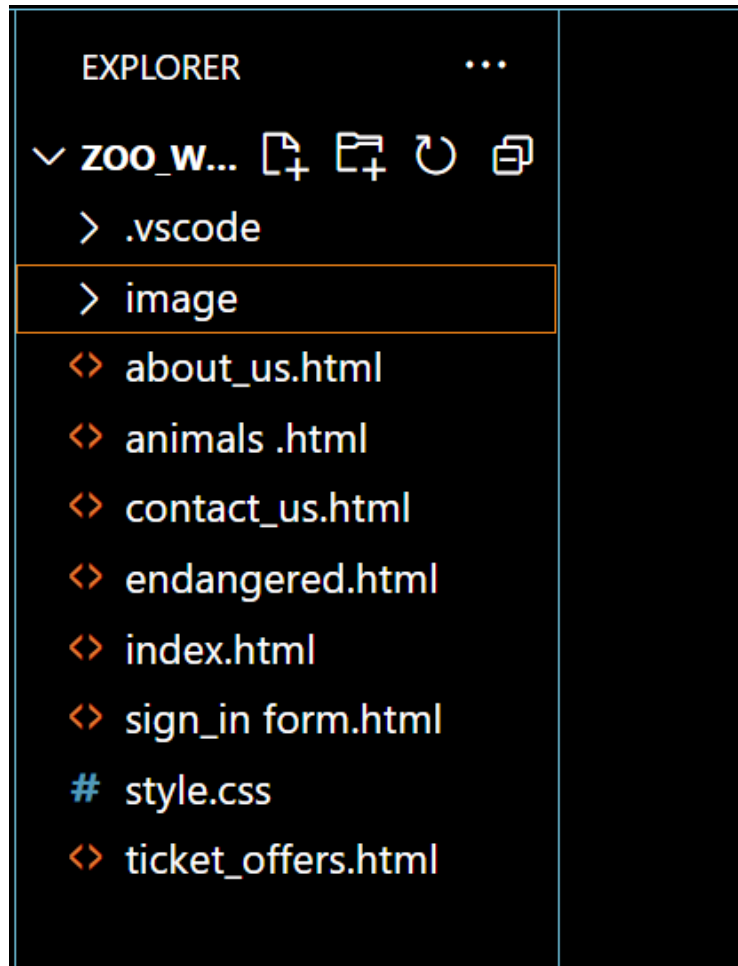 EXPLORER ...
ZOO_W...
.vscode
image
<> about_us.html
<> animals .html
<> contact_us.html
<> endangered.html
<> index.html
<> sign_in form.html
# style.css
<> ticket_offers.html